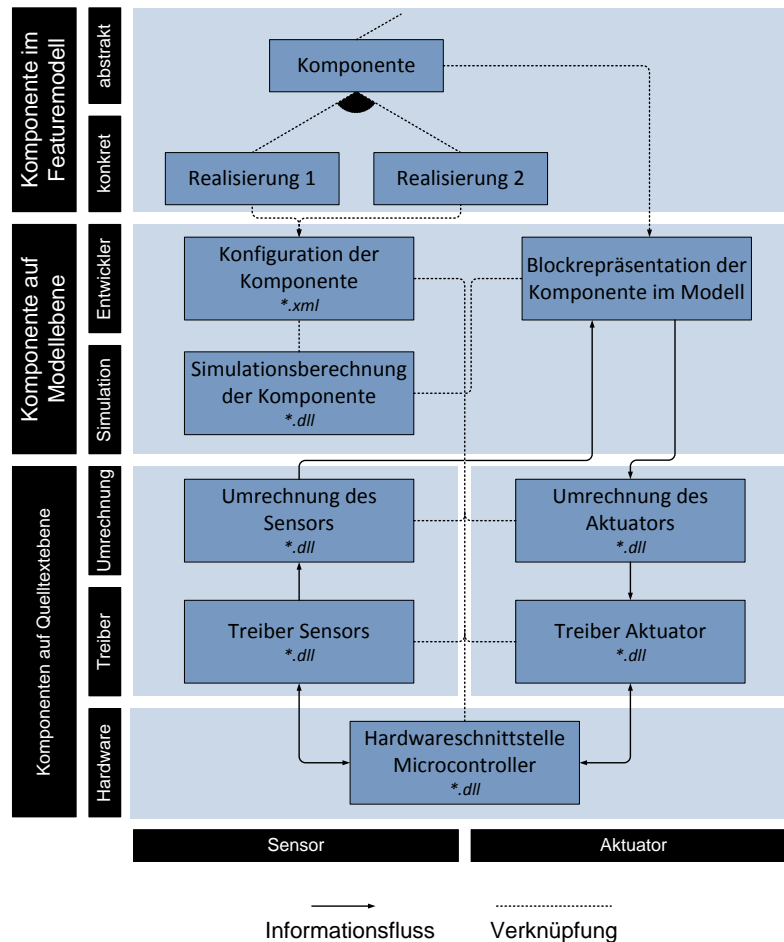 Komponente im
Featuremodell
abstrakt
konkret
Komponente
Realisierung 1
Realisierung 2
Komponente auf
Modellebene
Entwickler
Simulation
Konfiguration der
Komponente
*.xml
Blockrepräsentation der
Komponente im Modell
Simulationsberechnung
der Komponente
*.dll
Komponenten auf Quelltextebene
Umrechnung
Treiber
Hardware
Umrechnung des
Sensors
*.dll
Umrechnung des
Aktuators
*.dll
Treiber Sensors
*.dll
Treiber Aktuator
*.dll
Hardwareschnittstelle
Microcontroller
*.dll
Sensor
Aktuator
Informationsfluss
Verknüpfung